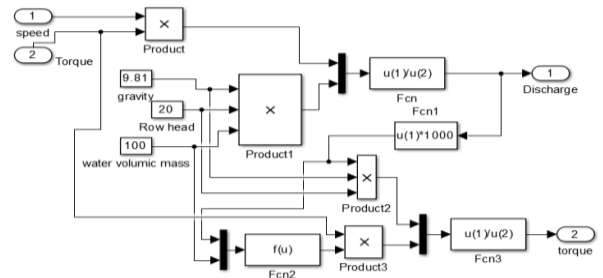 1
speed
2
Torque
×
Product
9.81
gravity
20
Row head
100
water volumic mass
×
Product1
u(1)/u(2)
Fcn
1
Discharge
Fcn1
u(1)*1000
×
Product2
f(u)
Fcn2
×
Product3
u(1)/u(2)
Fcn3
2
torque